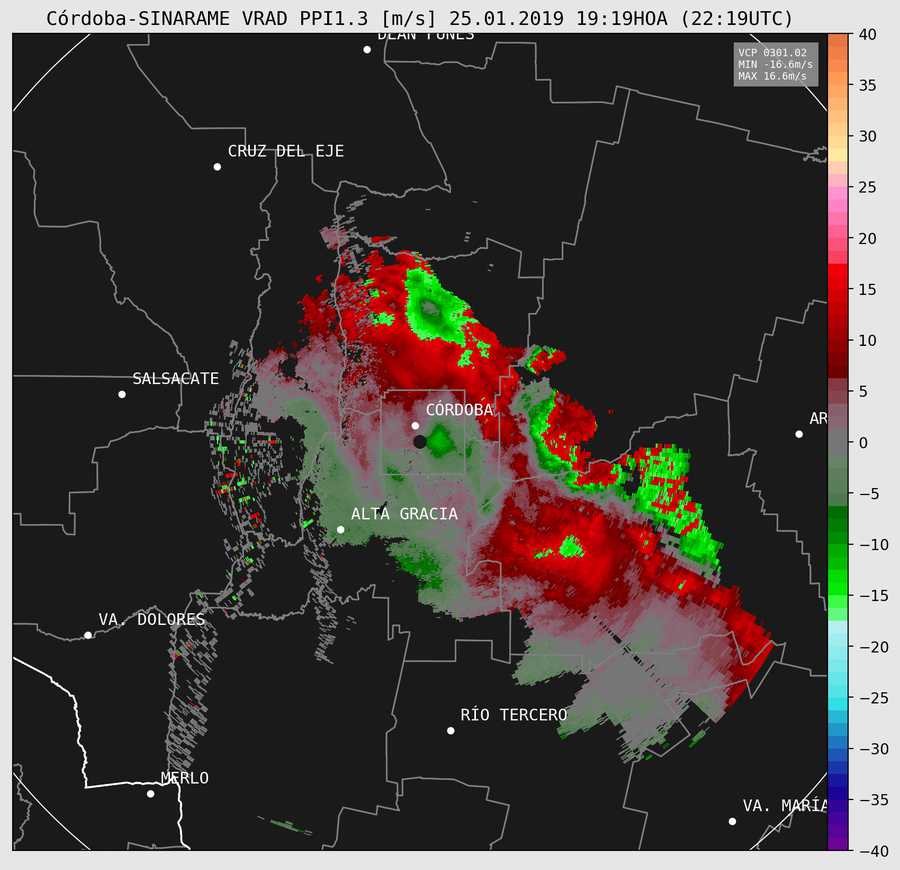 Córdoba-SINARAME VRAD PPI1.3 [m/s] 25.01.2019 19:19HOA (22:19UTC)
DEÁN FUNES
VCP 0301.02
MIN -16.6m/s
MAX 16.6m/s
CRUZ DEL EJE
SALSACATE
CÓRDOBA
AR
ALTA GRACIA
VA. DOLORES
RÍO TERCERO
MERLO
VA. MARÍA
40
35
30
25
20
15
10
5
0
−5
−10
−15
−20
−25
−30
−35
−40